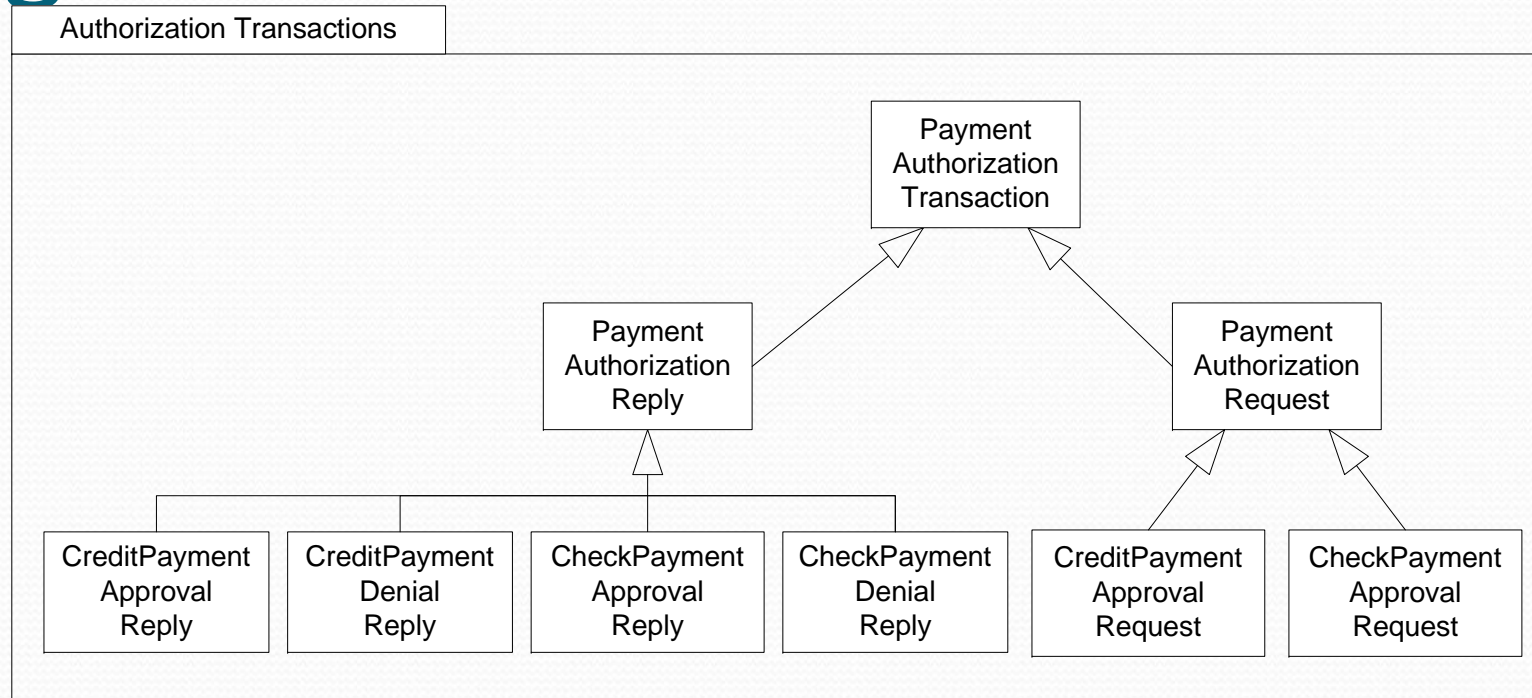 Authorization Transactions
Payment
Authorization
Transaction
Payment
Authorization
Reply
Payment
Authorization
Request
CreditPayment
Approval
Reply
CreditPayment
Denial
Reply
CheckPayment
Approval
Reply
CheckPayment
Denial
Reply
CreditPayment
Approval
Request
CheckPayment
Approval
Request